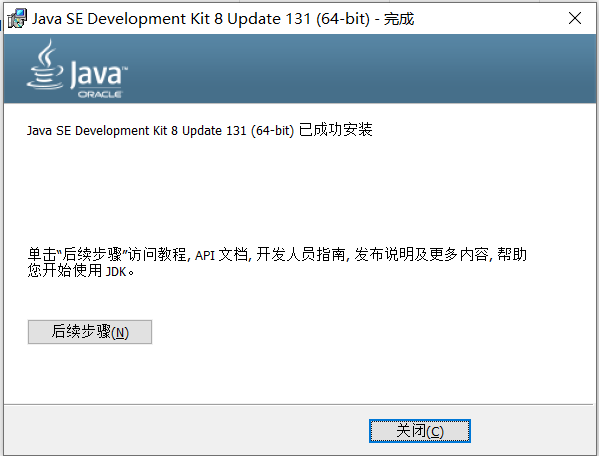 Java SE Development Kit 8 Update 131 (64-bit) - 完成
Java™
ORACLE
Java SE Development Kit 8 Update 131 (64-bit) 已成功安装
单击“后续步骤”访问教程, API 文档, 开发人员指南, 发布说明及更多内容, 帮助
您开始使用 JDK。
后续步骤(N)
关闭(C)